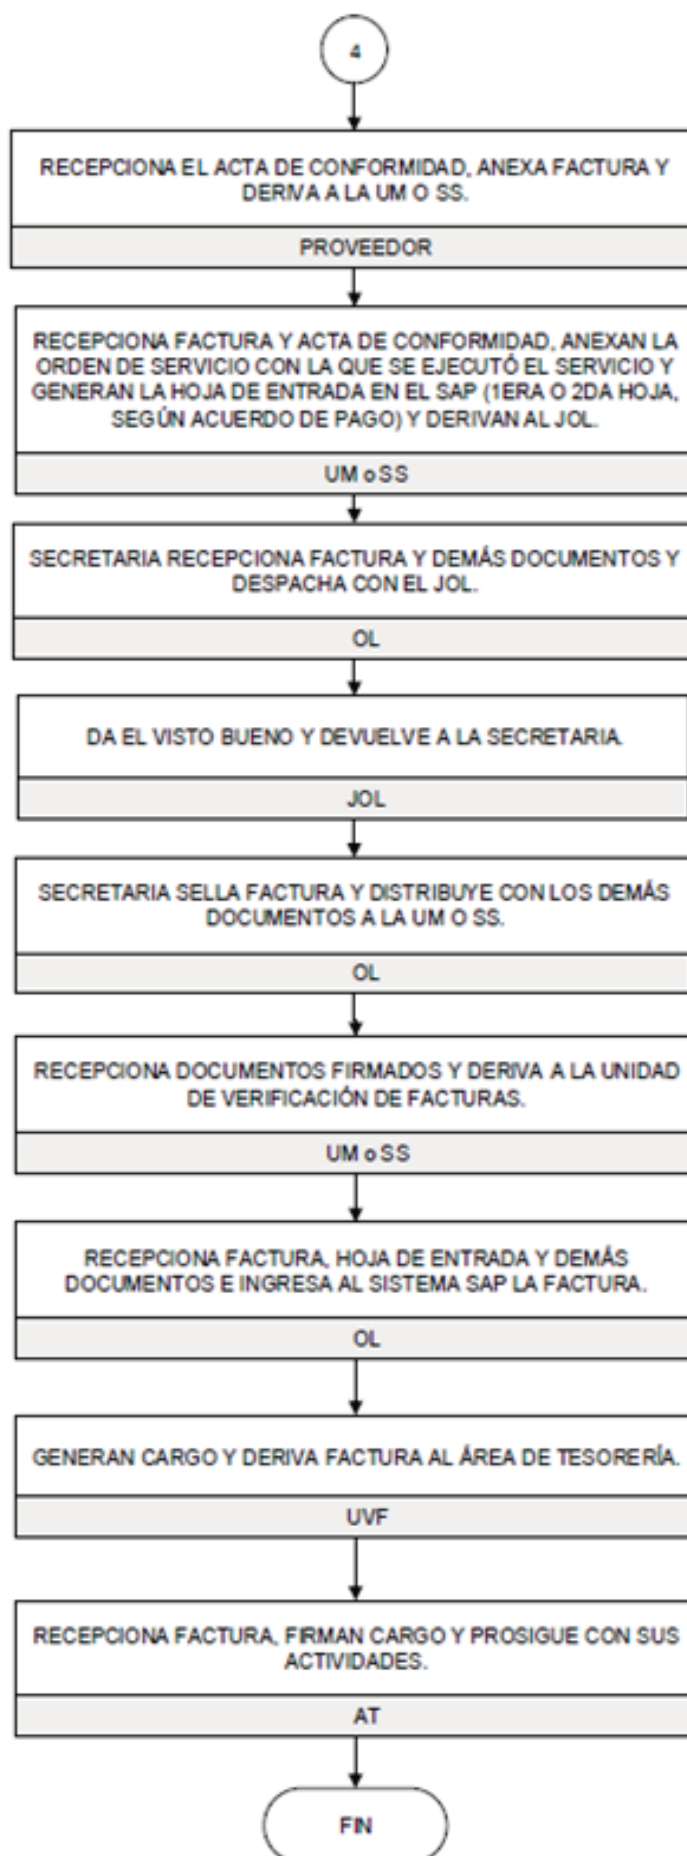 4
RECEPCIONA EL ACTA DE CONFORMIDAD, ANEXA FACTURA Y
DERIVA A LA UM O SS.
PROVEEDOR
RECEPCIONA FACTURA Y ACTA DE CONFORMIDAD, ANEXAN LA
ORDEN DE SERVICIO CON LA QUE SE EJECUTÓ EL SERVICIO Y
GENERAN LA HOJA DE ENTRADA EN EL SAP (1ERA O 2DA HOJA,
SEGÚN ACUERDO DE PAGO) Y DERIVAN AL JOL.
UM o SS
SECRETARIA RECEPCIONA FACTURA Y DEMÁS DOCUMENTOS Y
DESPACHA CON EL JOL.
OL
DA EL VISTO BUENO Y DEVUELVE A LA SECRETARIA.
JOL
SECRETARIA SELLA FACTURA Y DISTRIBUYE CON LOS DEMÁS
DOCUMENTOS A LA UM O SS.
OL
RECEPCIONA DOCUMENTOS FIRMADOS Y DERIVA A LA UNIDAD
DE VERIFICACIÓN DE FACTURAS.
UM o SS
RECEPCIONA FACTURA, HOJA DE ENTRADA Y DEMÁS
DOCUMENTOS E INGRESA AL SISTEMA SAP LA FACTURA.
OL
GENERAN CARGO Y DERIVA FACTURA AL ÁREA DE TESORERÍA.
UVF
RECEPCIONA FACTURA, FIRMAN CARGO Y PROSIGUE CON SUS
ACTIVIDADES.
AT
FIN